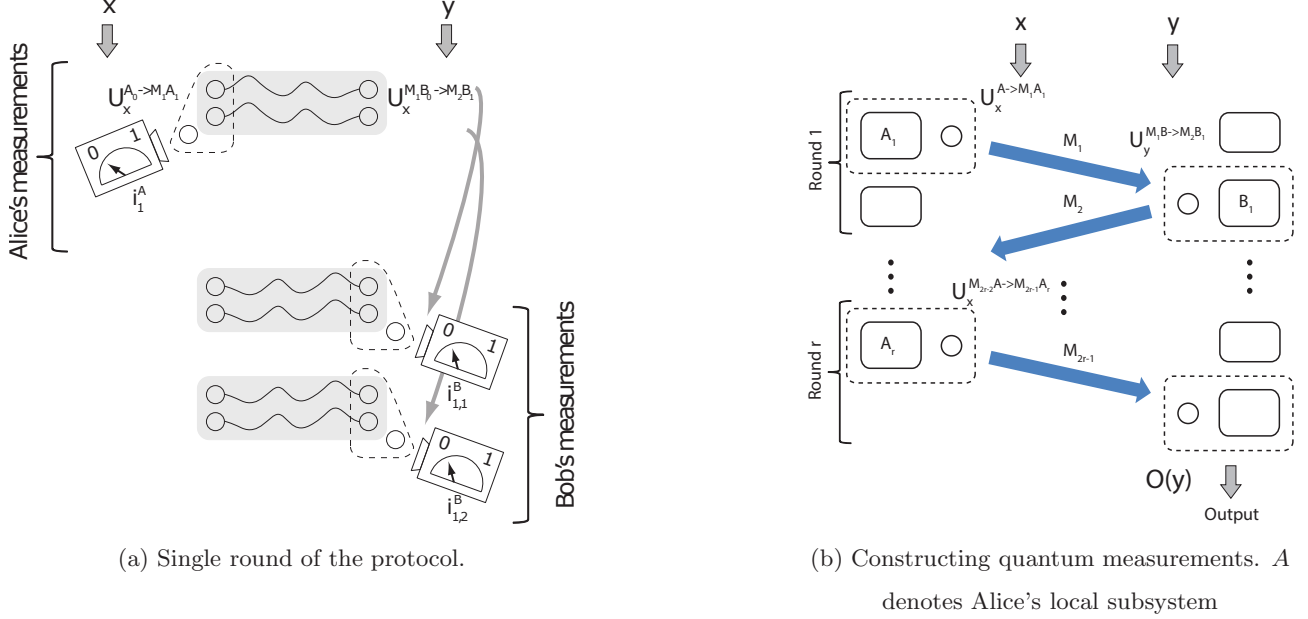 x
y
Alice's measurements
U_x^{A_0->M_1A_1}
U_x^{M_1B_0->M_2B_1}
0 1
i_1^A
0 1
i_{1,1}^B
0 1
i_{1,2}^B
Bob's measurements
(a) Single round of the protocol.
x
y
Round 1
U_x^{A->M_1A_1}
A_1
M_1
U_y^{M_1B->M_2B_1}
M_2
B_1
U_x^{M_{2r-2}A->M_{2r-1}A_r}
Round r
A_r
M_{2r-1}
O(y)
Output
(b) Constructing quantum measurements. A
denotes Alice's local subsystem